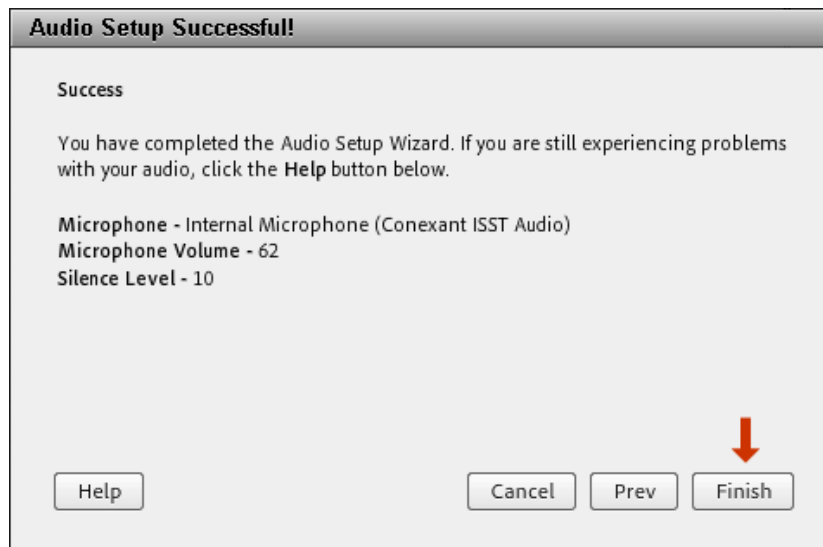 Audio Setup Successful!
Success
You have completed the Audio Setup Wizard. If you are still experiencing problems
with your audio, click the Help button below.
Microphone - Internal Microphone (Conexant ISST Audio)
Microphone Volume - 62
Silence Level - 10
Help Cancel Prev Finish